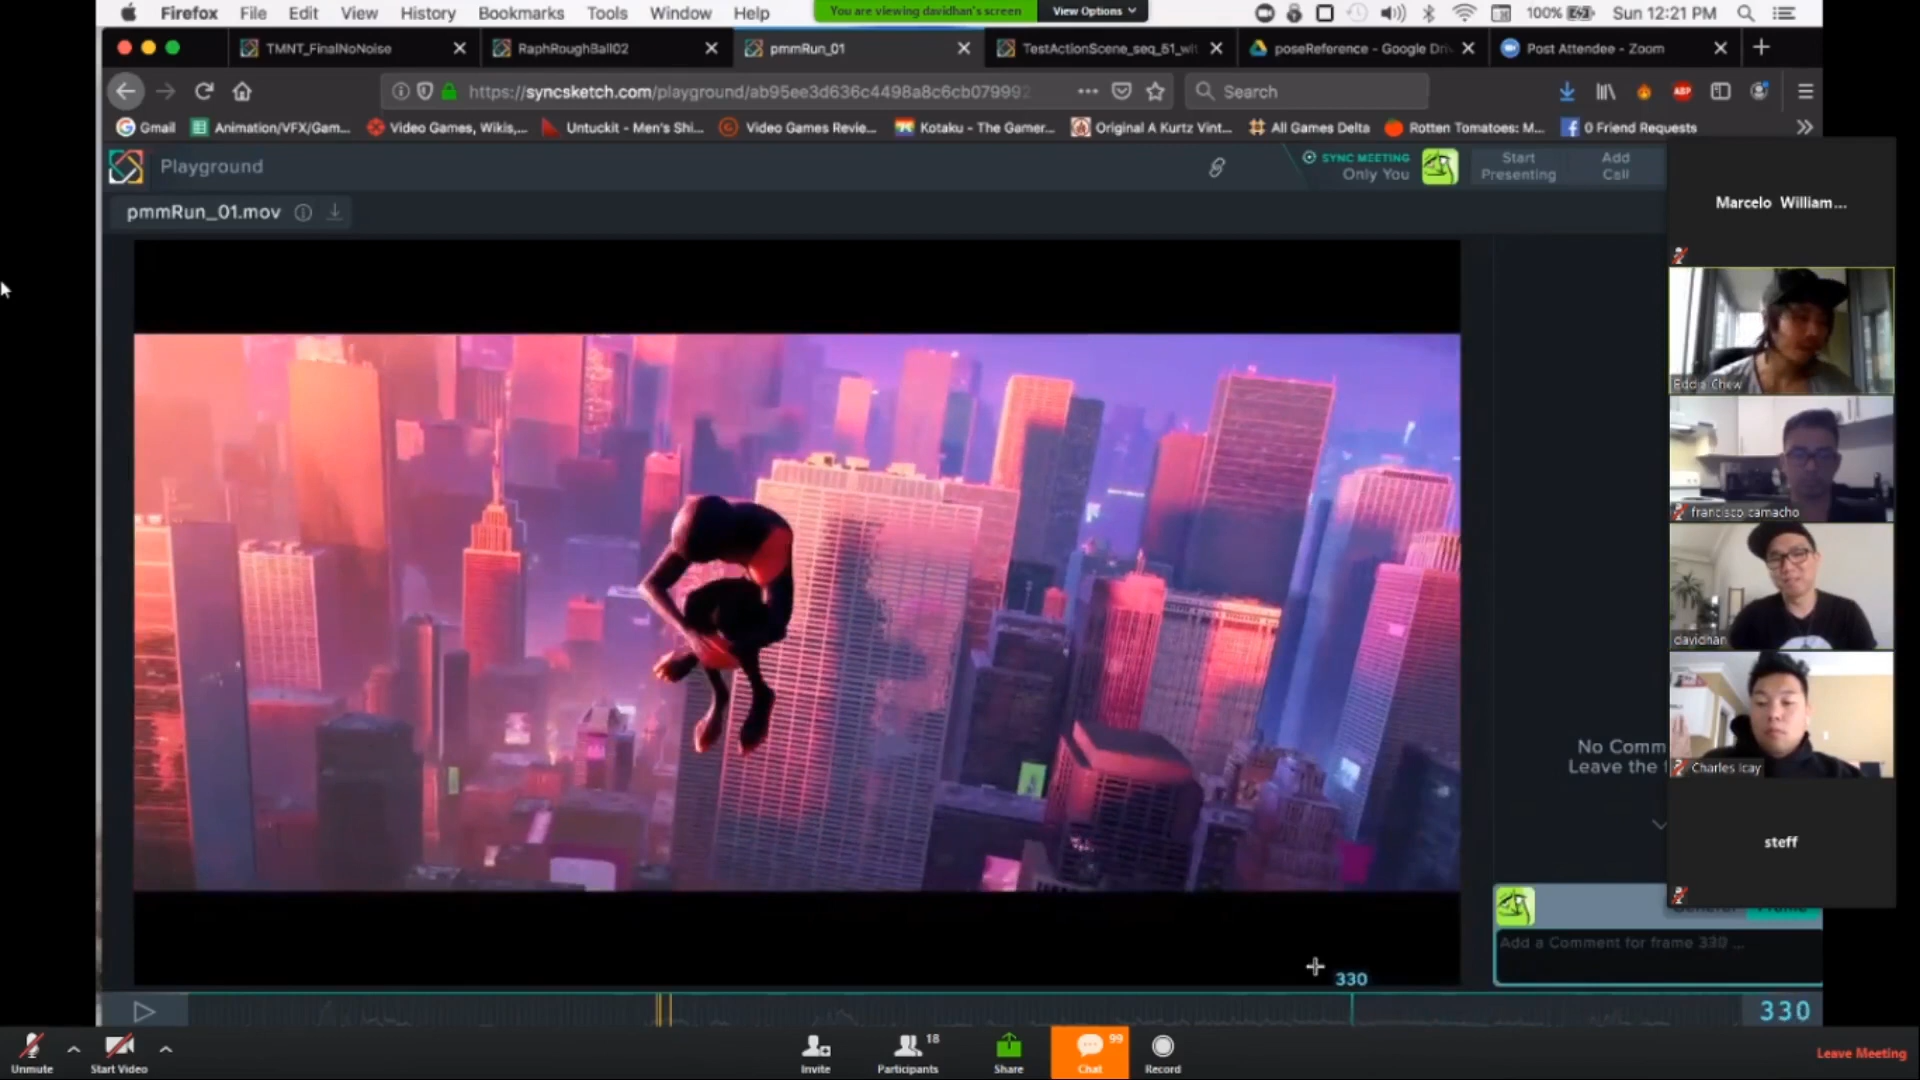 Firefox File Edit View History Bookmarks Tools Window Help
You are viewing davidhan's screen View Options
100% Sun 12:21 PM
TMNT_FinalNoNoise
RaphRoughBall02
pmmRun_01
TestActionScene_seq_51_wit
poseReference - Google Dri
Post Attendee - Zoom
https://syncsketch.com/playground/ab95ee3d636c4498a8c6cb079992
Search
ABP
Gmail
Animation/VFX/Gam...
Video Games, Wikis,...
Untuckit - Men's Shi...
Video Games Revie...
Kotaku - The Gamer...
Original A Kurtz Vint...
All Games Delta
Rotten Tomatoes: M...
0 Friend Requests
Playground
SYNC MEETING
Only You
Start
Presenting
Add
Call
pmmRun_01.mov
Marcelo William...
Eddie Chew
francisco camacho
davidhan
Charles Icay
steff
No Comm
Leave the
General Frame
Add a Comment for frame 330 ...
330
330
Unmute
Start Video
Invite
18
Participants
Share
99
Chat
Record
Leave Meeting